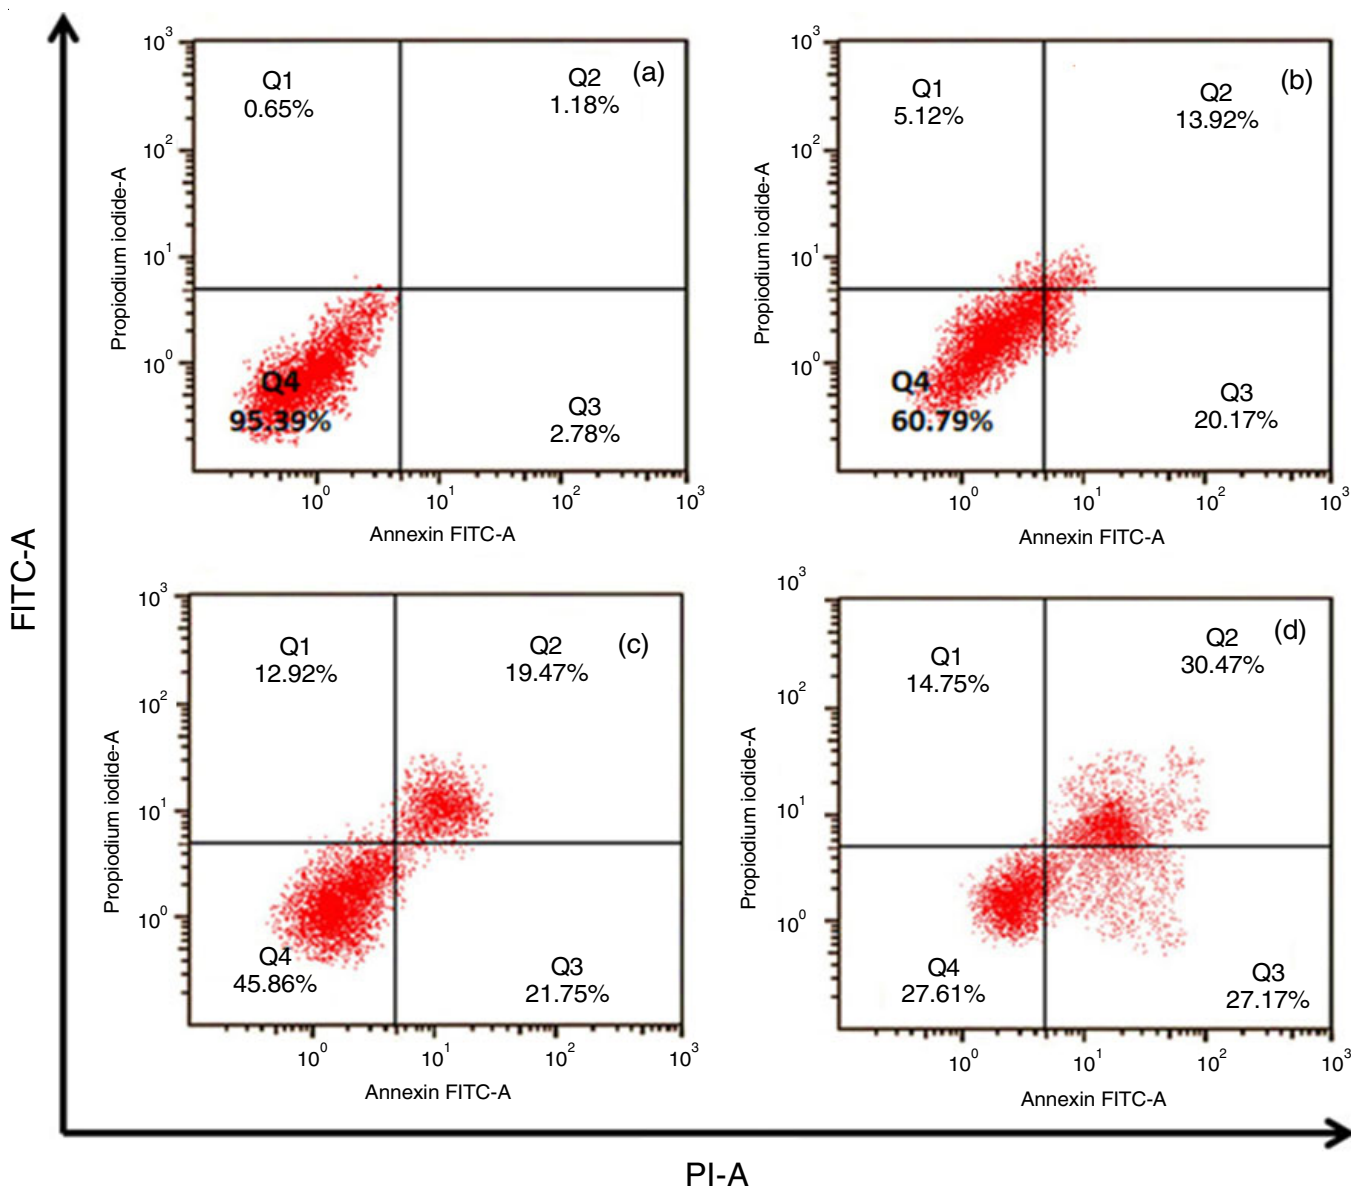 FITC-A
PI-A
(a)
Q1
0.65%
Q2
1.18%
Q4
95.39%
Q3
2.78%
10³
10²
10¹
10⁰
Propiodium iodide-A
10⁰ 10¹ 10² 10³
Annexin FITC-A
(b)
Q1
5.12%
Q2
13.92%
Q4
60.79%
Q3
20.17%
10³
10²
10¹
10⁰
Propiodium iodide-A
10⁰ 10¹ 10² 10³
Annexin FITC-A
(c)
Q1
12.92%
Q2
19.47%
Q4
45.86%
Q3
21.75%
10³
10²
10¹
10⁰
Propiodium iodide-A
10⁰ 10¹ 10² 10³
Annexin FITC-A
(d)
Q1
14.75%
Q2
30.47%
Q4
27.61%
Q3
27.17%
10³
10²
10¹
10⁰
Propiodium iodide-A
10⁰ 10¹ 10² 10³
Annexin FITC-A